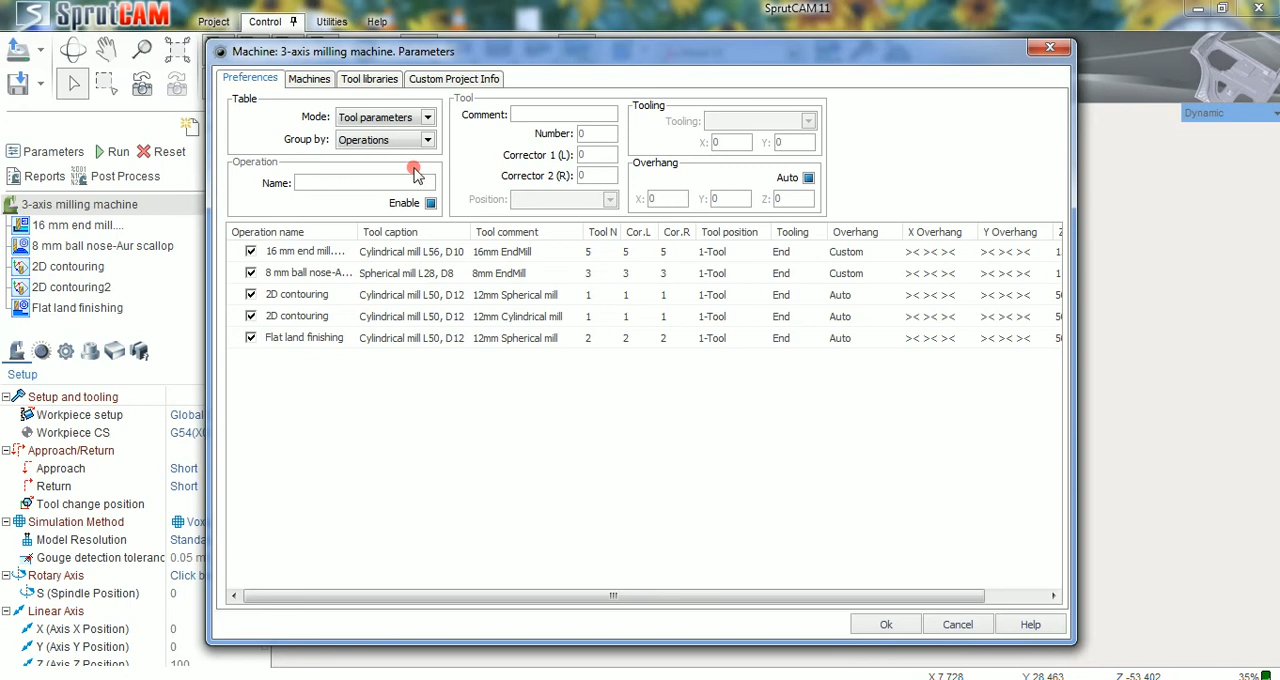 SprutCAM
SprutCAM 11
Project Control Utilities Help
Machine: 3-axis milling machine. Parameters
Preferences Machines Tool libraries Custom Project Info
Dynamic
Table
Mode: Tool parameters
Group by: Operations
Operation
Name:
Enable
Tool
Comment:
Number: 0
Corrector 1 (L): 0
Corrector 2 (R): 0
Position:
Tooling
Tooling:
X: 0 Y: 0
Overhang
Auto
X: 0 Y: 0 Z: 0
Parameters Run Reset
Reports Post Process
3-axis milling machine
16 mm end mill....
8 mm ball nose-Aur scallop
2D contouring
2D contouring2
Flat land finishing
Operation name Tool caption Tool comment Tool N Cor.L Cor.R Tool position Tooling Overhang X Overhang Y Overhang Z
16 mm end mill.... Cylindrical mill L56, D10 16mm EndMill 5 5 5 1-Tool End Custom >< >< >< >< >< ><
8 mm ball nose-A... Spherical mill L28, D8 8mm EndMill 3 3 3 1-Tool End Custom >< >< >< >< >< ><
2D contouring Cylindrical mill L50, D12 12mm Spherical mill 1 1 1 1-Tool End Auto >< >< >< >< >< ><
2D contouring Cylindrical mill L50, D12 12mm Cylindrical mill 1 1 1 1-Tool End Auto >< >< >< >< >< ><
Flat land finishing Cylindrical mill L50, D12 12mm Spherical mill 2 2 2 1-Tool End Auto >< >< >< >< >< ><
Setup
Setup and tooling
Workpiece setup Global
Workpiece CS
Approach/Return
Approach Short
Return Short
Tool change position
Simulation Method
Model Resolution
Gouge detection 0.05
Rotary Axis Click
S (Spindle Position) 0
Linear Axis
X (Axis X Position) 0
Y (Axis Y Position) 0
Z (Axis Z Position) 100
Ok Cancel Help
X 7.728 Y 28.463 Z -53.402 35%